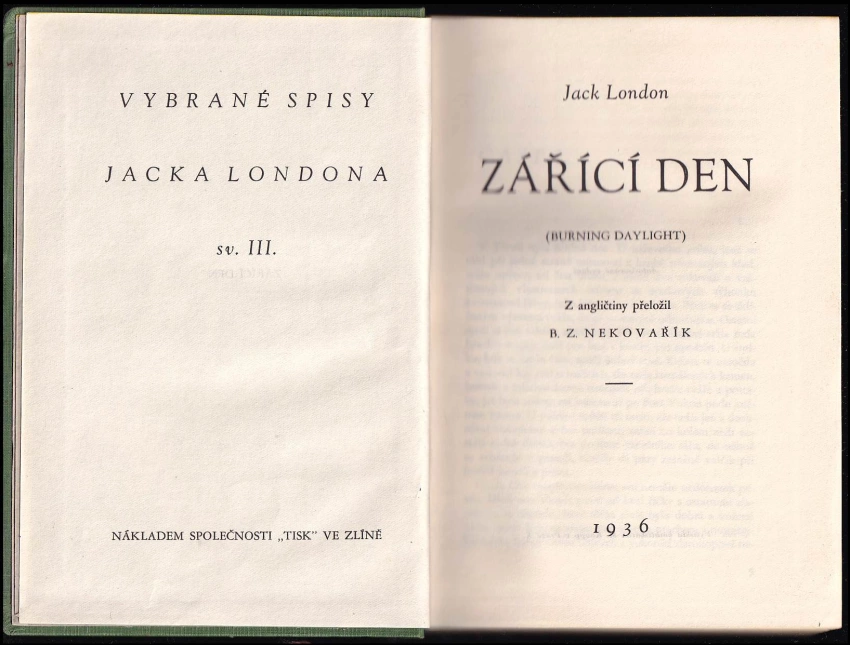 VYBRANÉ SPISY
JACKA LONDONA
sv. III.
NÁKLADEM SPOLEČNOSTI „TISK" VE ZLÍNĚ
Jack London
ZÁŘÍCÍ DEN
(BURNING DAYLIGHT)
Z angličtiny přeložil
B. Z. NEKOVAŘÍK
1936